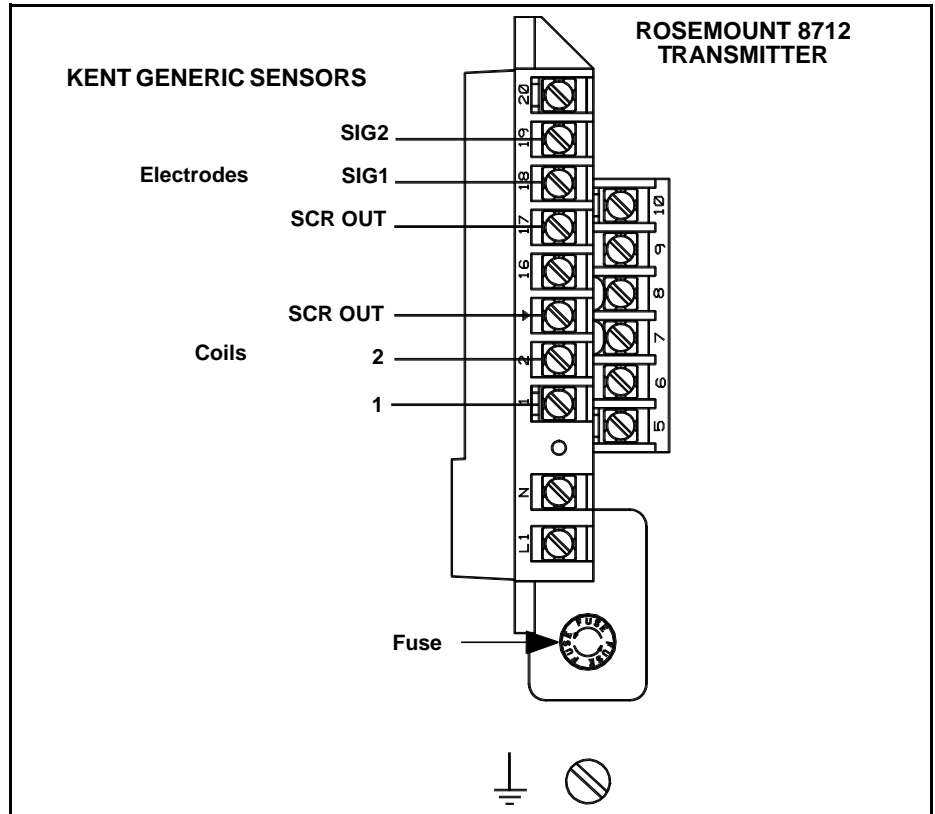 ROSEMOUNT 8712
TRANSMITTER
KENT GENERIC SENSORS
20
SIG2
19
Electrodes
SIG1
18
10
SCR OUT
17
9
16
8
SCR OUT
7
Coils
2
2
6
1
1
5
N
L1
Fuse
FUSE FUSE FUSE